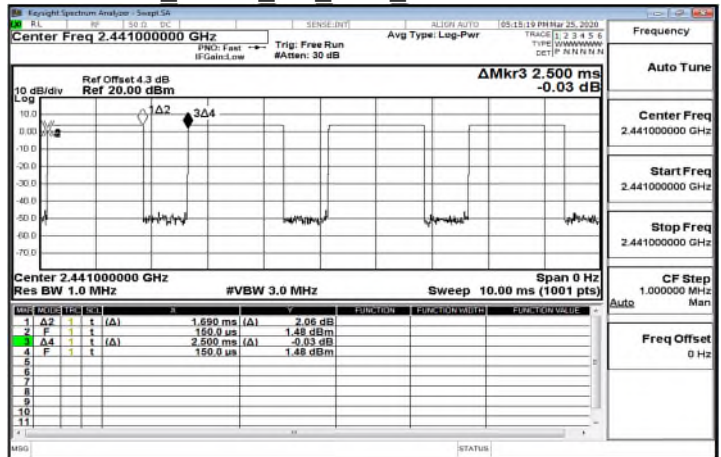 Keysight Spectrum Analyzer - Swept SA
RL RF 50 Ω DC SENSE:INT ALIGN AUTO 05:15:19 PM Mar 25, 2020
Center Freq 2.441000000 GHz
PNO: Fast
IFGain:Low
Trig: Free Run
#Atten: 30 dB
Avg Type: Log-Pwr
TRACE 1 2 3 4 5 6
TYPE WWWWWW
DET P N N N N N
Frequency
Auto Tune
Ref Offset 4.3 dB
Ref 20.00 dBm
ΔMkr3 2.500 ms
-0.03 dB
10 dB/div
Log
1Δ2
3Δ4
10.0
0.00
-10.0
-20.0
-30.0
-40.0
-50.0
-60.0
-70.0
Center Freq
2.441000000 GHz
Start Freq
2.441000000 GHz
Stop Freq
2.441000000 GHz
Center 2.441000000 GHz
Span 0 Hz
Res BW 1.0 MHz
#VBW 3.0 MHz
Sweep 10.00 ms (1001 pts)
CF Step
1.000000 MHz
Auto Man
Freq Offset
0 Hz
MKR MODE TRC SCL X Y FUNCTION FUNCTION WIDTH FUNCTION VALUE
1 Δ2 1 t (Δ) 1.690 ms (Δ) 2.06 dB
2 F 1 t 150.0 µs 1.48 dBm
3 Δ4 1 t (Δ) 2.500 ms (Δ) -0.03 dB
4 F 1 t 150.0 µs 1.48 dBm
5
6
7
8
9
10
11
MSG
STATUS